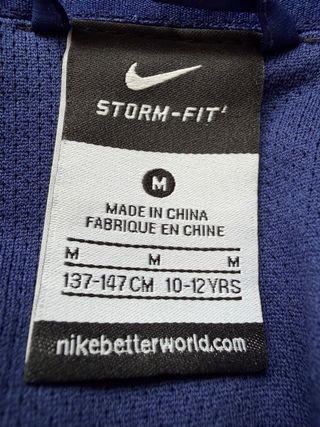 STORM-FIT
M
MADE IN CHINA
FABRIQUE EN CHINE
M M M
137-147CM 10-12YRS
nikebetterworld.com